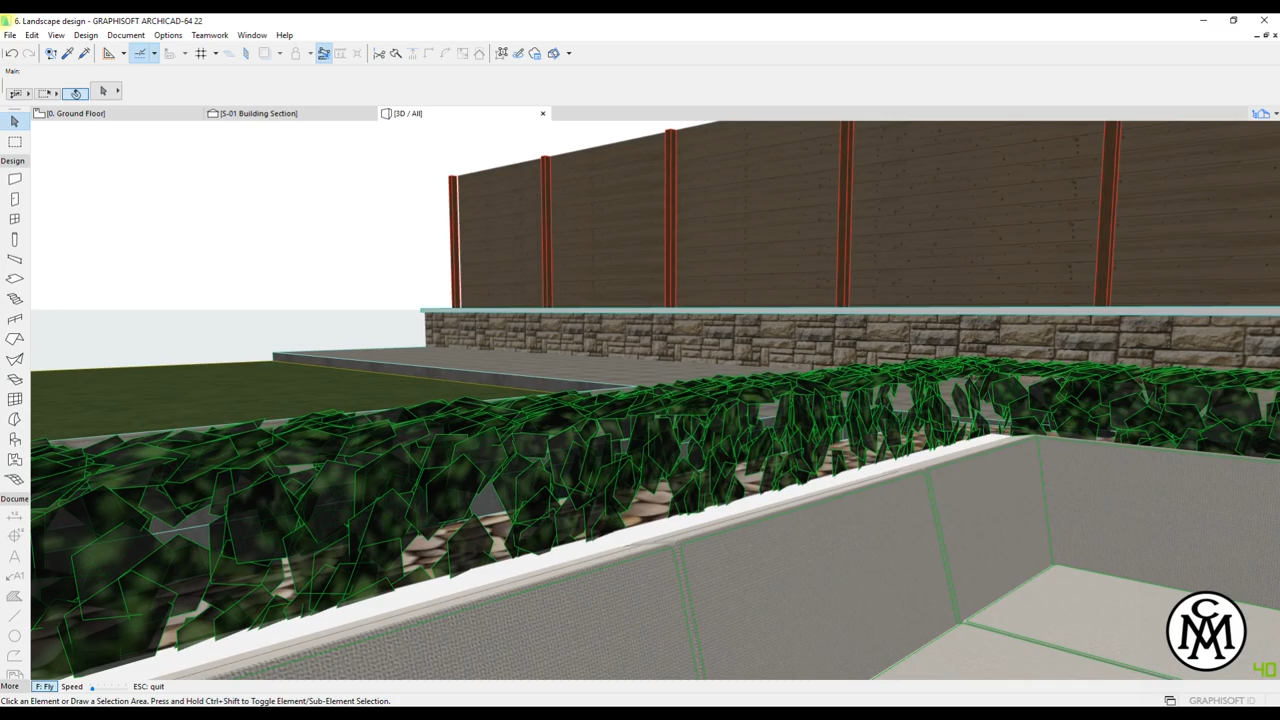 6. Landscape design - GRAPHISOFT ARCHICAD-64 22
File Edit View Design Document Options Teamwork Window Help
Main:
[0. Ground Floor] [S-01 Building Section] [3D / All]
Design
Docume
A1
More F: Fly Speed ESC: quit
Click an Element or Draw a Selection Area. Press and Hold Ctrl+Shift to Toggle Element/Sub-Element Selection.
GRAPHISOFT ID
CMA
40